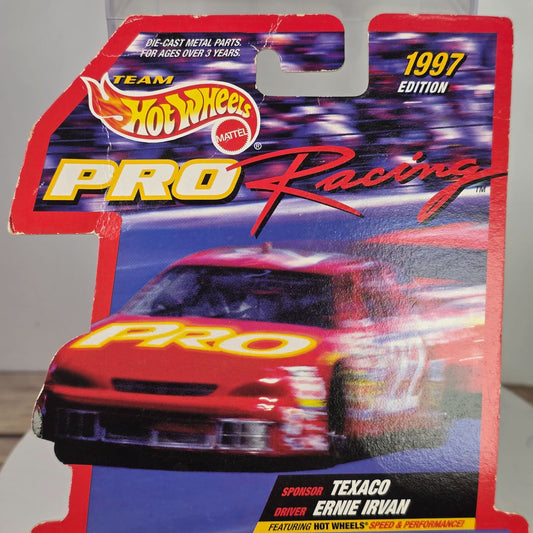 DIE-CAST METAL PARTS.
FOR AGES OVER 3 YEARS.
1997
EDITION
TEAM
HOT WHEELS
MATTEL
®
PRO Racing™
PRO
SPONSOR TEXACO
DRIVER ERNIE IRVAN
FEATURING HOT WHEELS® SPEED & PERFORMANCE!